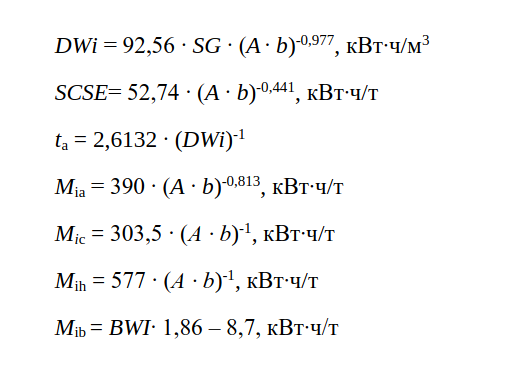 DWi = 92,56 · SG · (A · b)⁻⁰,⁹⁷⁷, кВт·ч/м³
SCSE= 52,74 · (A · b)⁻⁰,⁴⁴¹, кВт·ч/т
tₐ = 2,6132 · (DWi)⁻¹
Mia = 390 · (A · b)⁻⁰,⁸¹³, кВт·ч/т
Mic = 303,5 · (A · b)⁻¹, кВт·ч/т
Mih = 577 · (A · b)⁻¹, кВт·ч/т
Mib = BWI· 1,86 – 8,7, кВт·ч/т